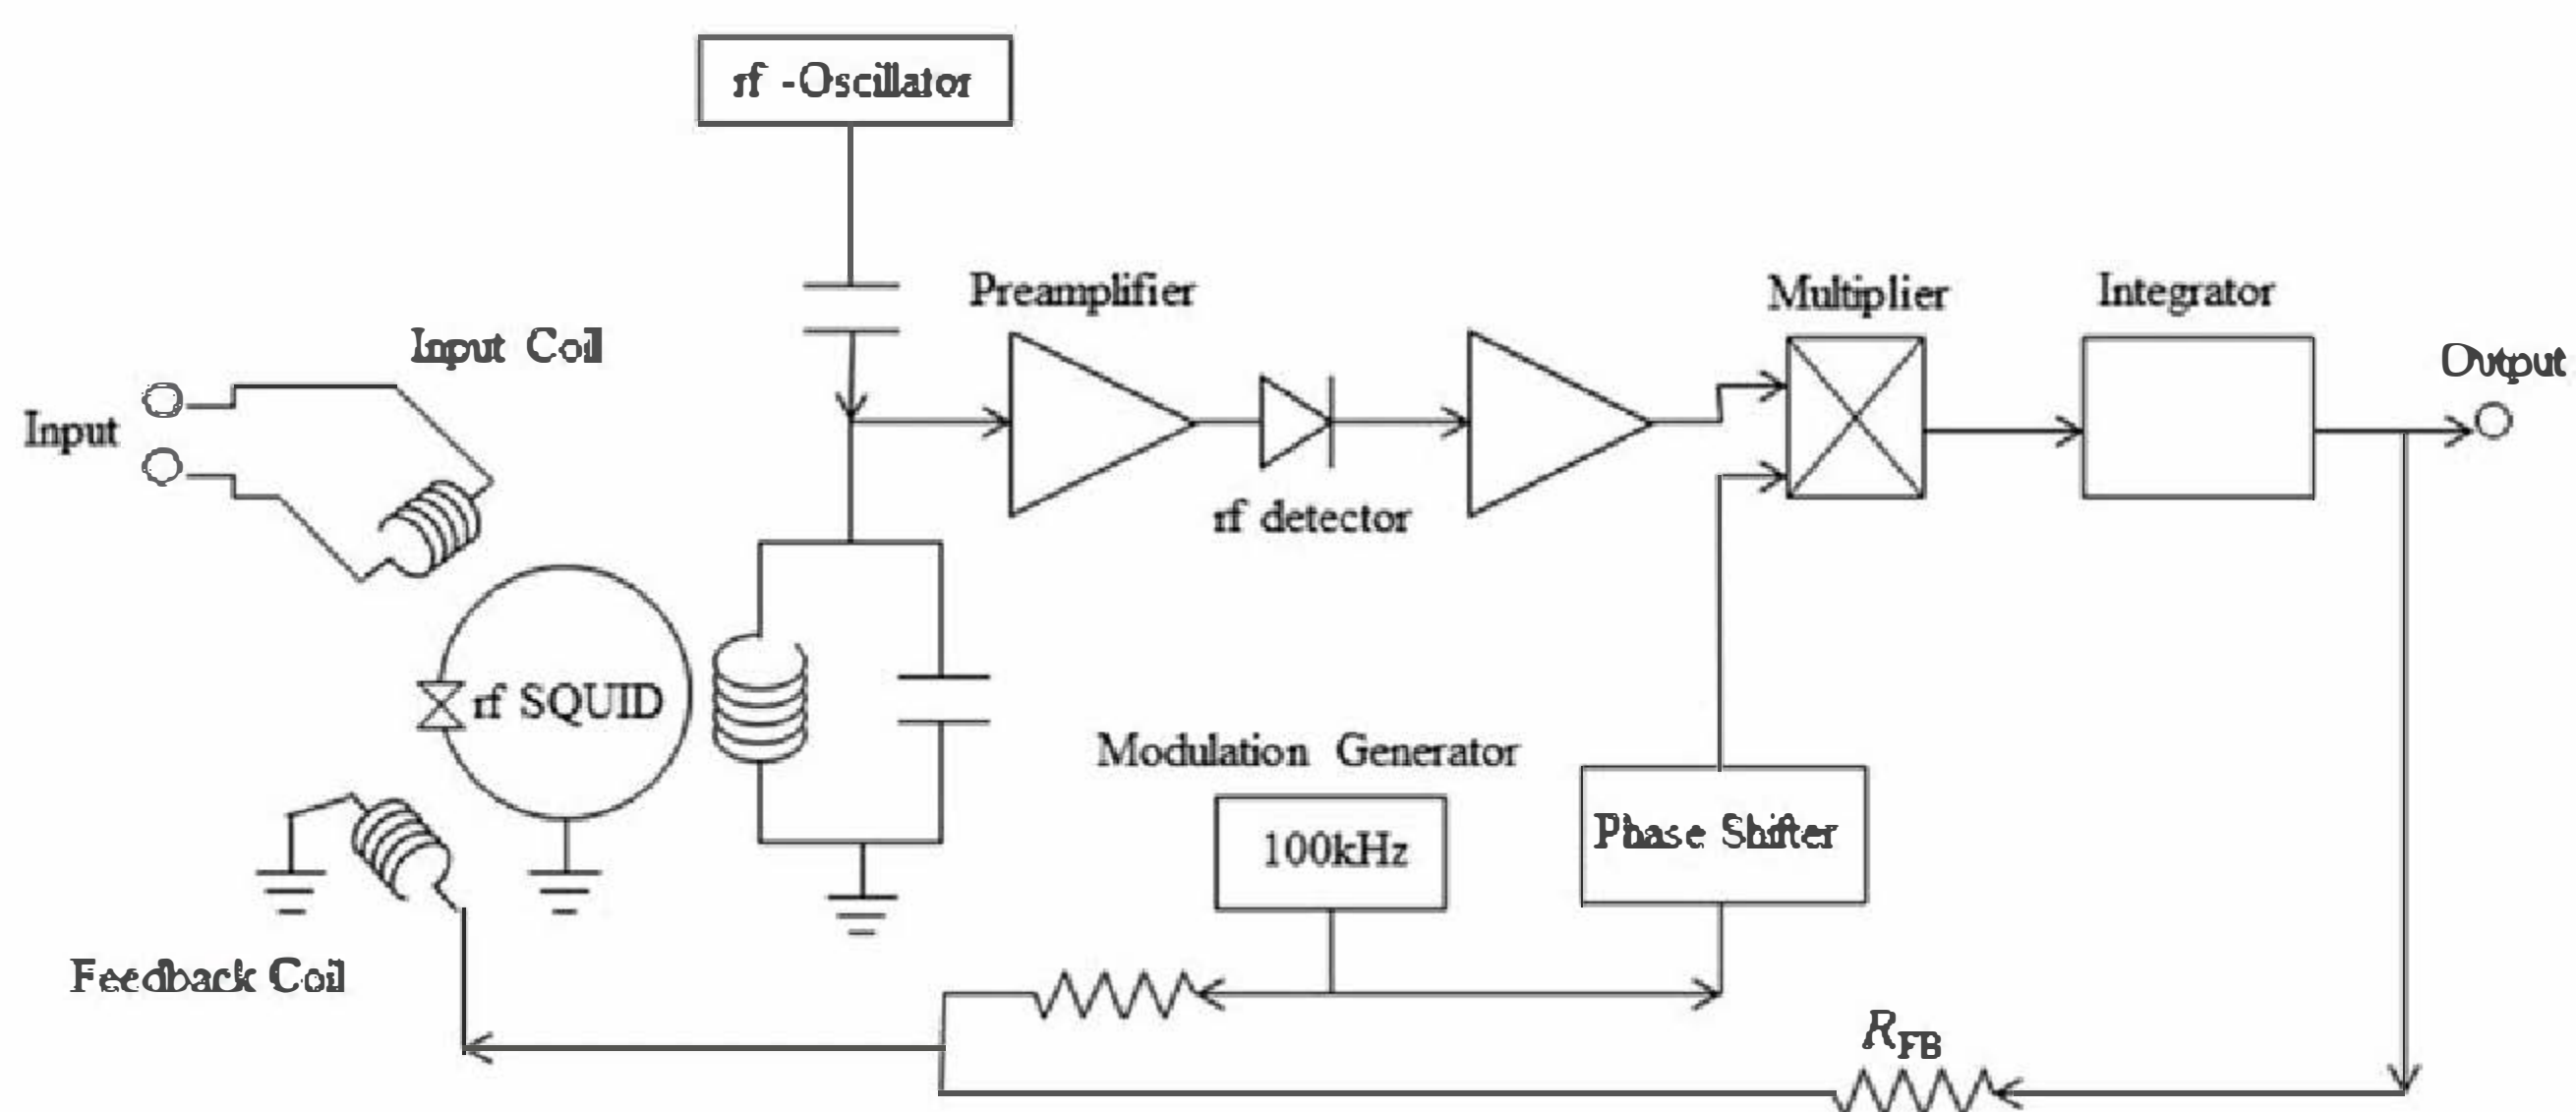 rf -Oscillator
Preamplifier
Multiplier
Integrator
Input Coil
Output
Input
rf detector
rf SQUID
Modulation Generator
100kHz
Phase Shifter
Feedback Coil
RFB